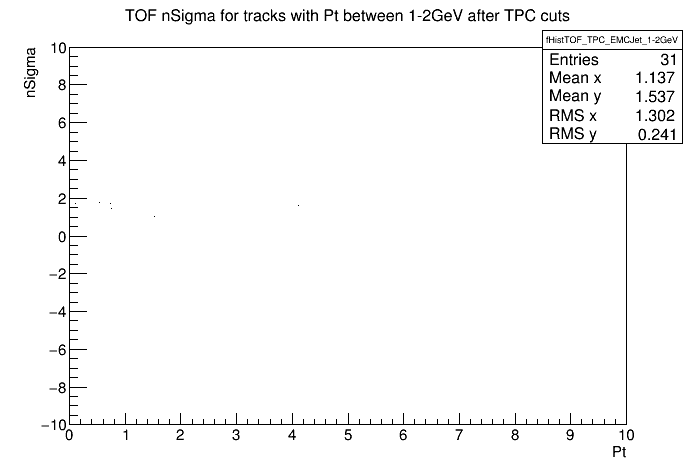 TOF nSigma for tracks with Pt between 1-2GeV after TPC cuts
fHistTOF_TPC_EMCJet_1-2GeV
Entries 31
Mean x 1.137
Mean y 1.537
RMS x 1.302
RMS y 0.241
nSigma
10
8
6
4
2
0
−2
−4
−6
−8
−10
0 1 2 3 4 5 6 7 8 9 10
Pt